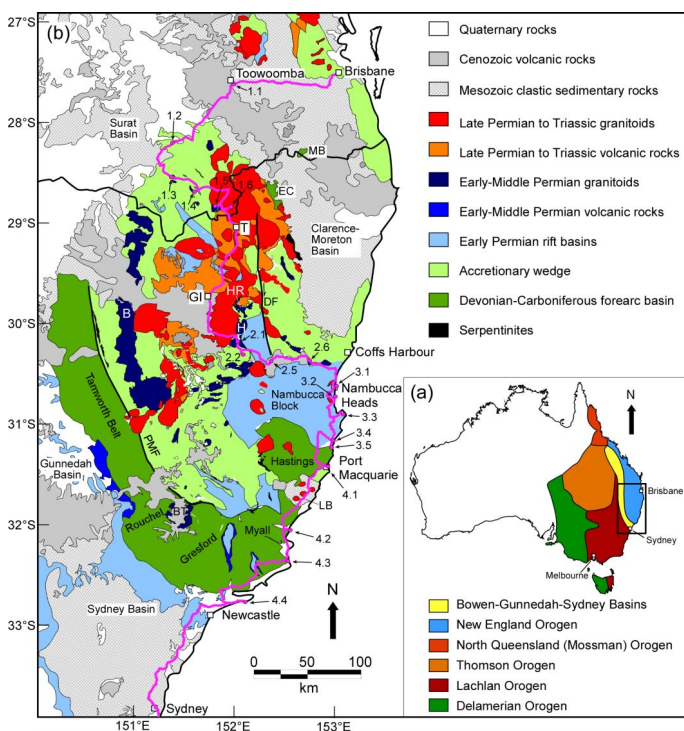 -27°S
(b)
Toowoomba
Brisbane
1.1
Surat
Basin
1.2
-28°S
MB
1.3
1.4
1.5
1.6
EC
-29°S
T
Clarence-
Moreton
Basin
GI
HR
DF
-30°S
B
H
2.1
2.2
2.5
2.6
Coffs Harbour
Tamworth Belt
PMF
3.2
3.1
Nambucca
Heads
Nambucca
Block
3.3
-31°S
3.4
3.5
Gunnedah
Basin
Hastings
Port
Macquarie
4.1
LB
Rouchel
BT
-32°S
Gresford
Myall
4.2
4.3
N
Sydney Basin
4.4
Newcastle
-33°S
0
50
100
km
Sydney
151°E
152°E
153°E
Quaternary rocks
Cenozoic volcanic rocks
Mesozoic clastic sedimentary rocks
Late Permian to Triassic granitoids
Late Permian to Triassic volcanic rocks
Early-Middle Permian granitoids
Early-Middle Permian volcanic rocks
Early Permian rift basins
Accretionary wedge
Devonian-Carboniferous forearc basin
Serpentinites
(a)
N
Brisbane
Sydney
Melbourne
Bowen-Gunnedah-Sydney Basins
New England Orogen
North Queensland (Mossman) Orogen
Thomson Orogen
Lachlan Orogen
Delamerian Orogen